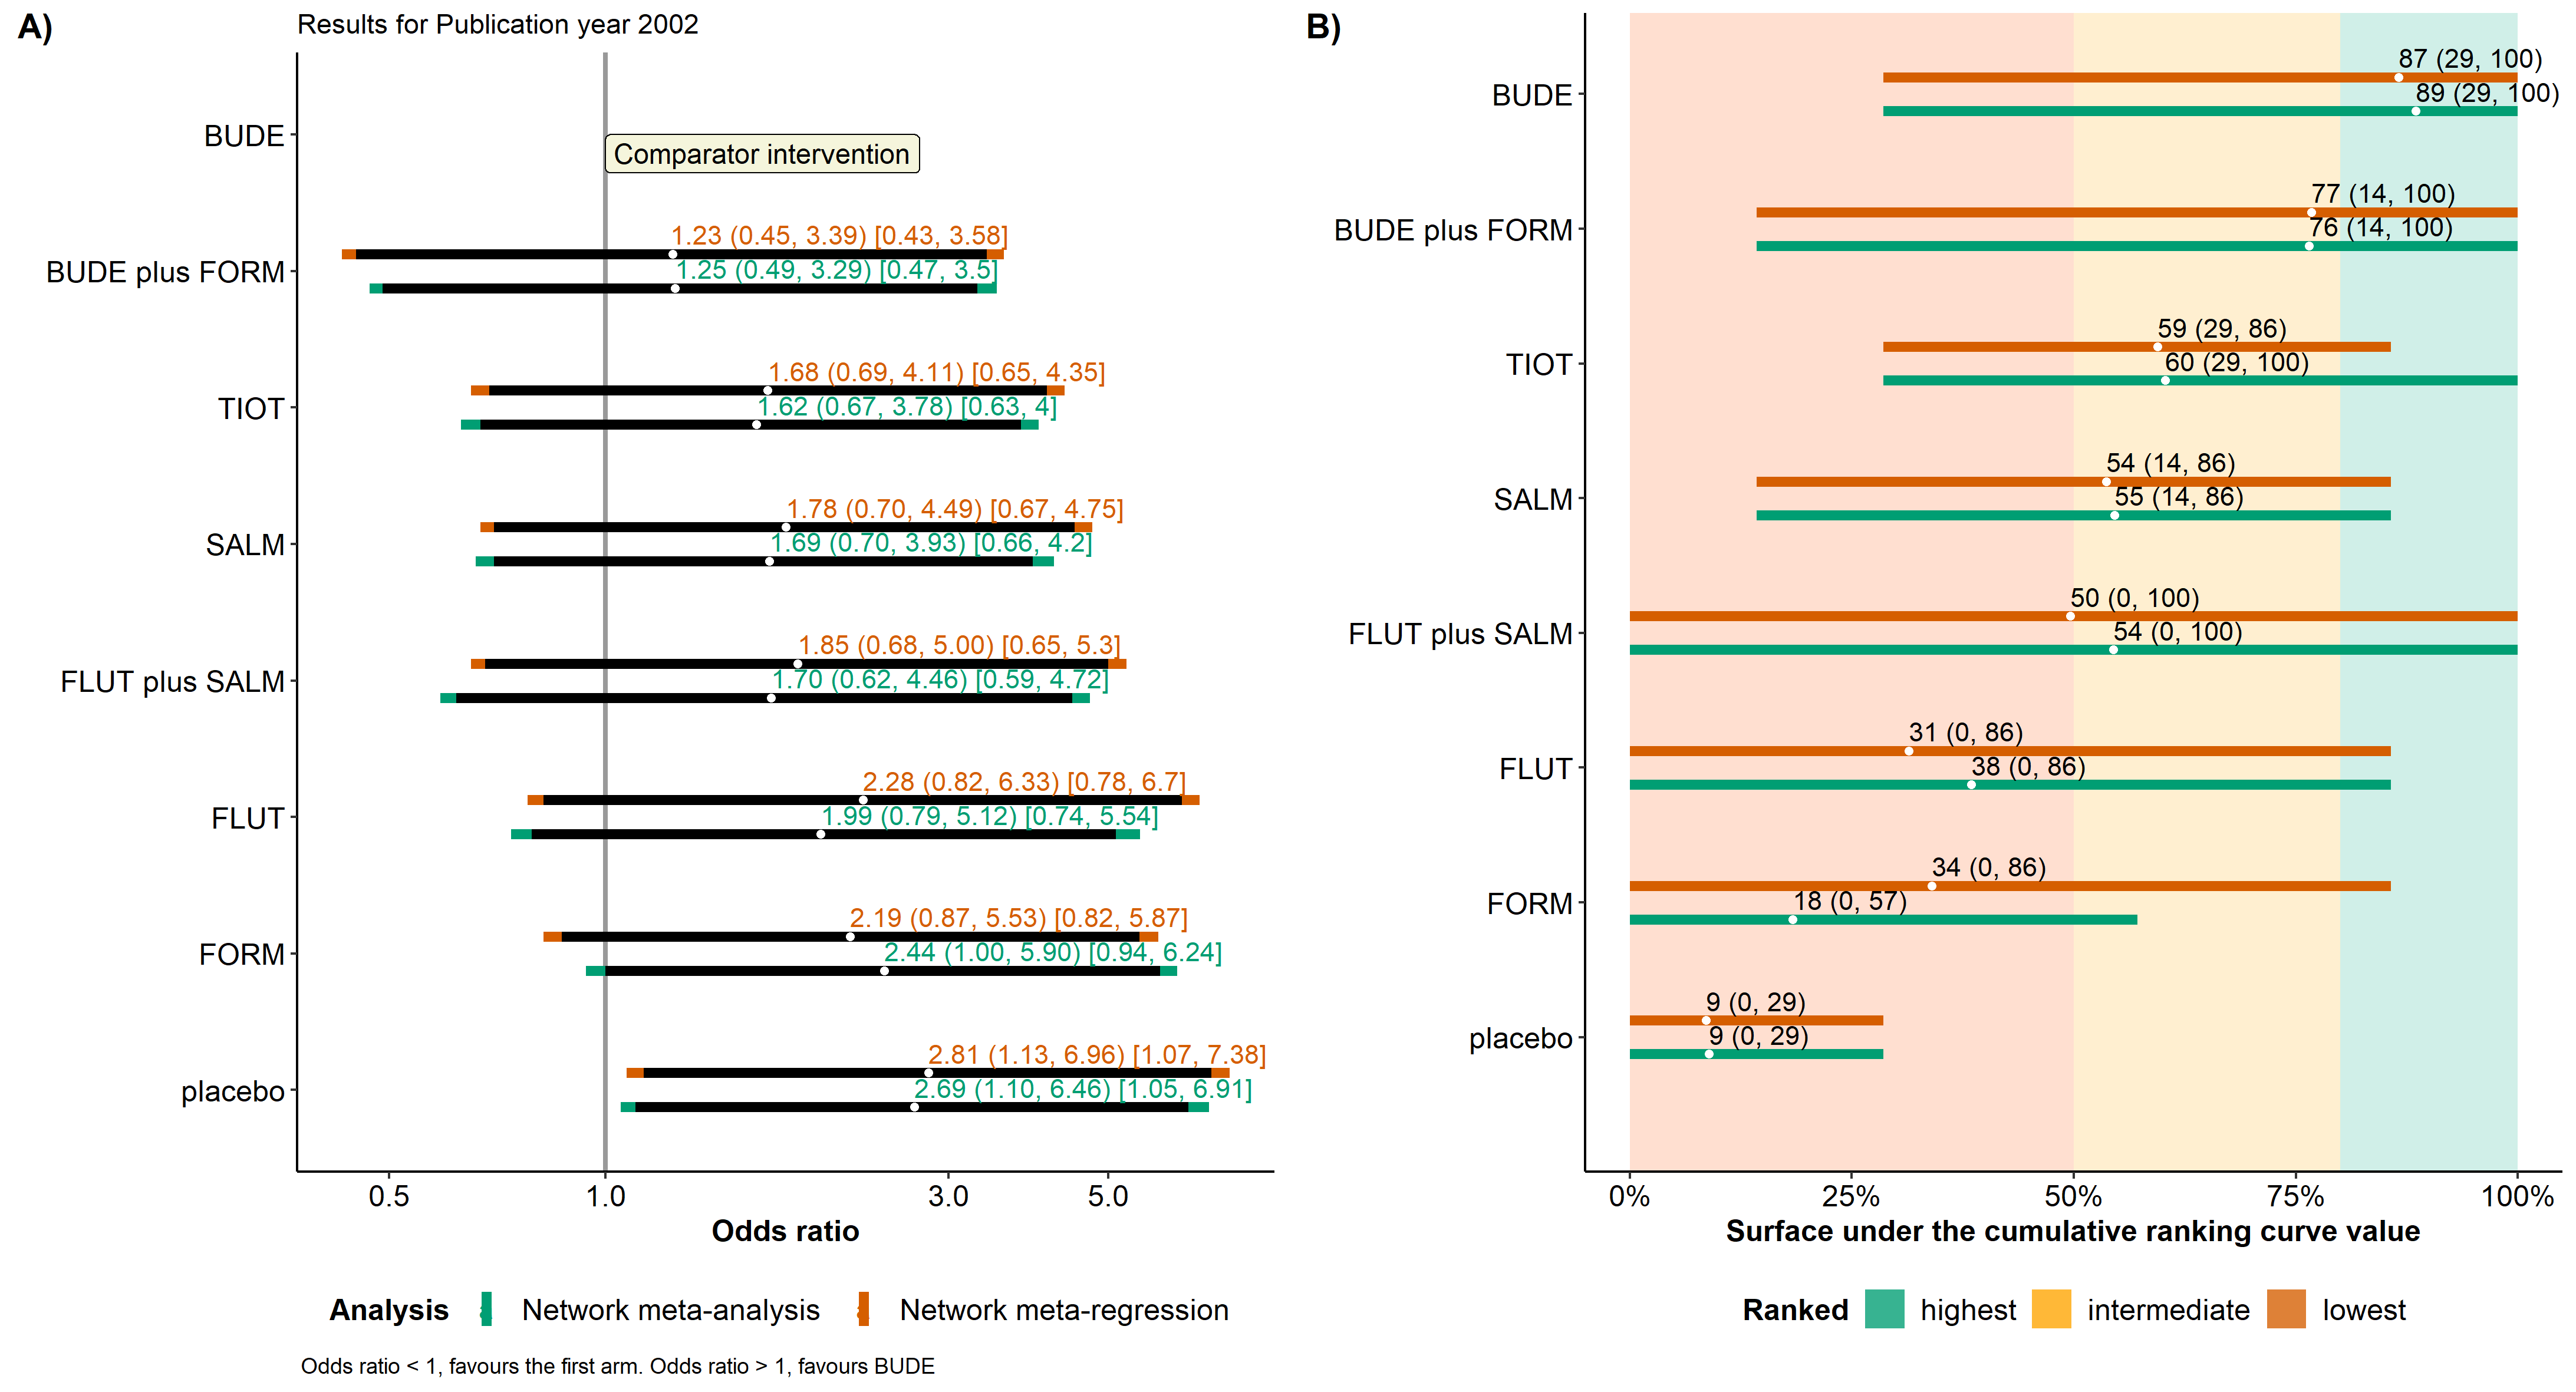 A)
Results for Publication year 2002
BUDE
Comparator intervention
BUDE plus FORM
1.23 (0.45, 3.39) [0.43, 3.58]
1.25 (0.49, 3.29) [0.47, 3.5]
TIOT
1.68 (0.69, 4.11) [0.65, 4.35]
1.62 (0.67, 3.78) [0.63, 4]
SALM
1.78 (0.70, 4.49) [0.67, 4.75]
1.69 (0.70, 3.93) [0.66, 4.2]
FLUT plus SALM
1.85 (0.68, 5.00) [0.65, 5.3]
1.70 (0.62, 4.46) [0.59, 4.72]
FLUT
2.28 (0.82, 6.33) [0.78, 6.7]
1.99 (0.79, 5.12) [0.74, 5.54]
FORM
2.19 (0.87, 5.53) [0.82, 5.87]
2.44 (1.00, 5.90) [0.94, 6.24]
placebo
2.81 (1.13, 6.96) [1.07, 7.38]
2.69 (1.10, 6.46) [1.05, 6.91]
0.5 1.0 3.0 5.0
Odds ratio
Analysis Network meta-analysis Network meta-regression
Odds ratio < 1, favours the first arm. Odds ratio > 1, favours BUDE
B)
BUDE
87 (29, 100)
89 (29, 100)
BUDE plus FORM
77 (14, 100)
76 (14, 100)
TIOT
59 (29, 86)
60 (29, 100)
SALM
54 (14, 86)
55 (14, 86)
FLUT plus SALM
50 (0, 100)
54 (0, 100)
FLUT
31 (0, 86)
38 (0, 86)
FORM
34 (0, 86)
18 (0, 57)
placebo
9 (0, 29)
9 (0, 29)
0% 25% 50% 75% 100%
Surface under the cumulative ranking curve value
Ranked highest intermediate lowest